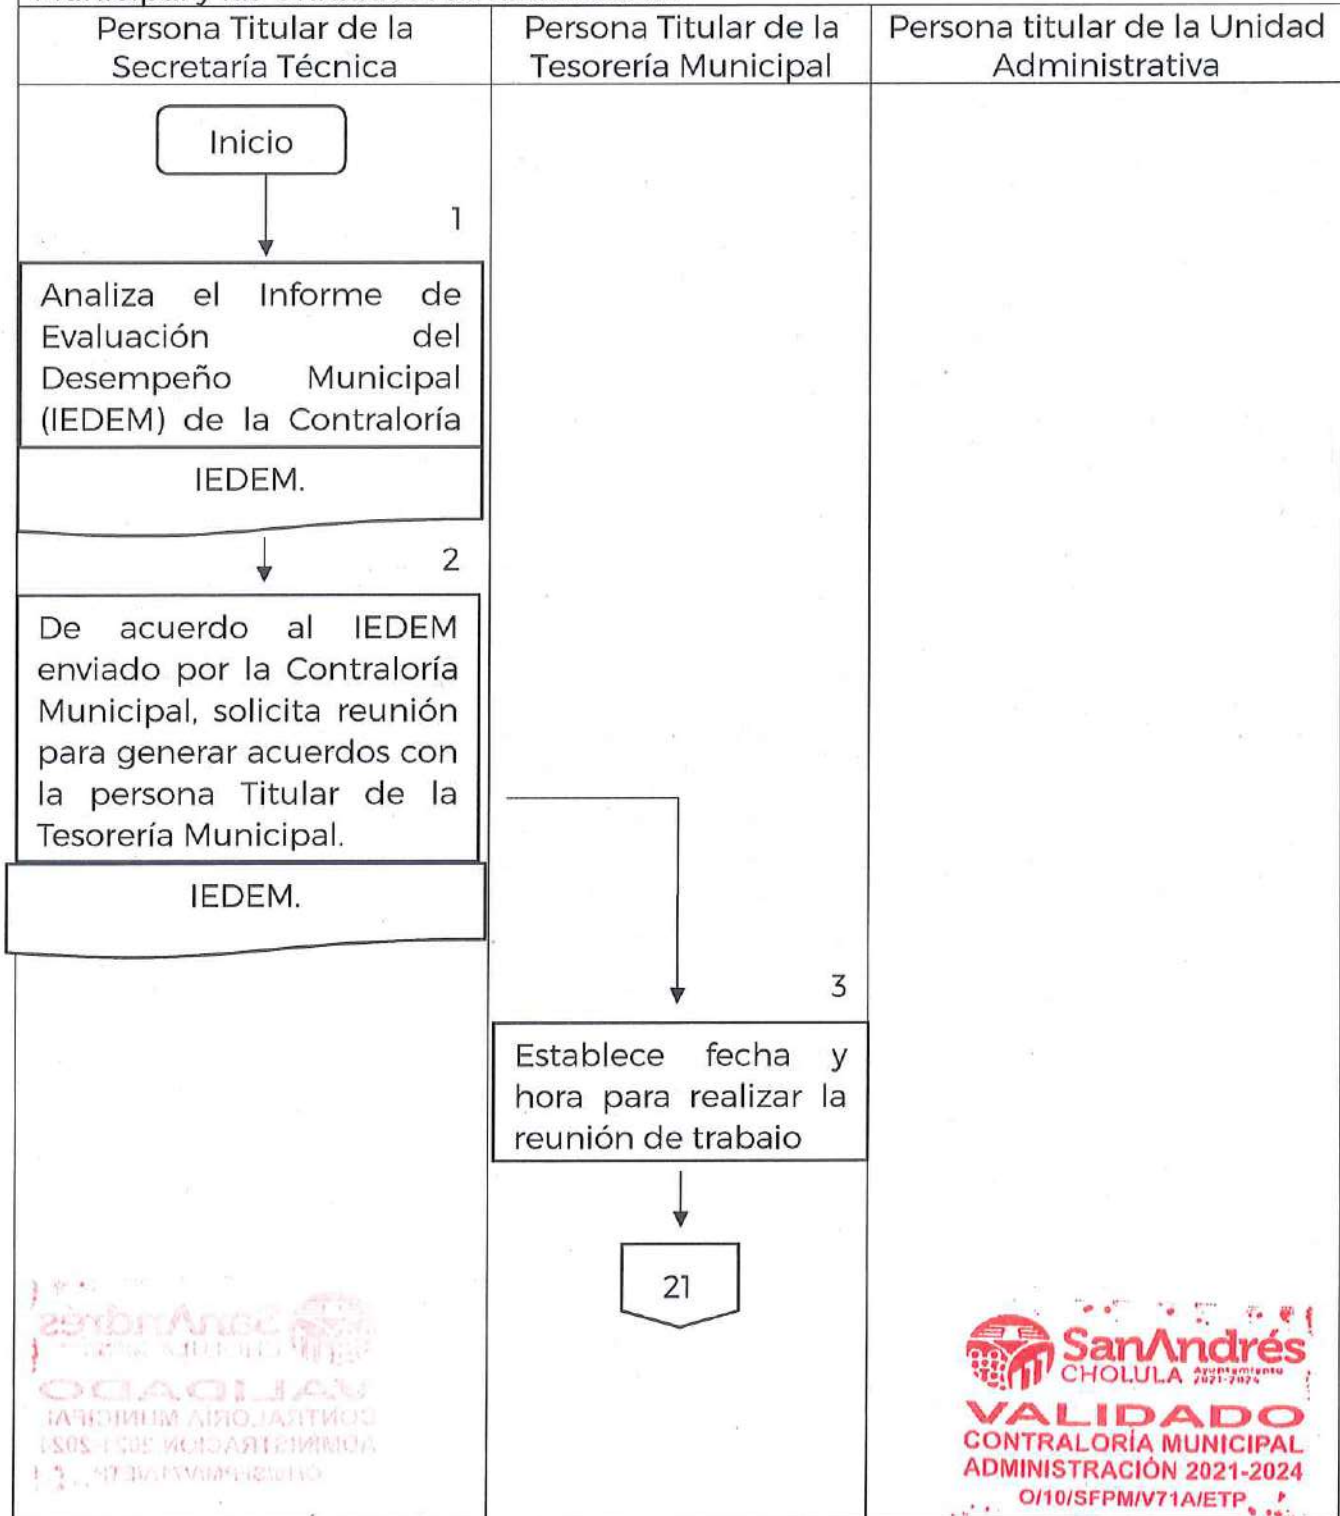 Persona Titular de la
Secretaría Técnica
Persona Titular de la
Tesorería Municipal
Persona titular de la Unidad
Administrativa
Inicio
1
Analiza el Informe de
Evaluación del
Desempeño Municipal
(IEDEM) de la Contraloría
IEDEM.
2
De acuerdo al IEDEM
enviado por la Contraloría
Municipal, solicita reunión
para generar acuerdos con
la persona Titular de la
Tesorería Municipal.
IEDEM.
3
Establece fecha y
hora para realizar la
reunión de trabajo
21
SanAndrés
CHOLULA Ayuntamiento
2021-2024
VALIDADO
CONTRALORÍA MUNICIPAL
ADMINISTRACIÓN 2021-2024
O/10/SFPM/V71A/ETP